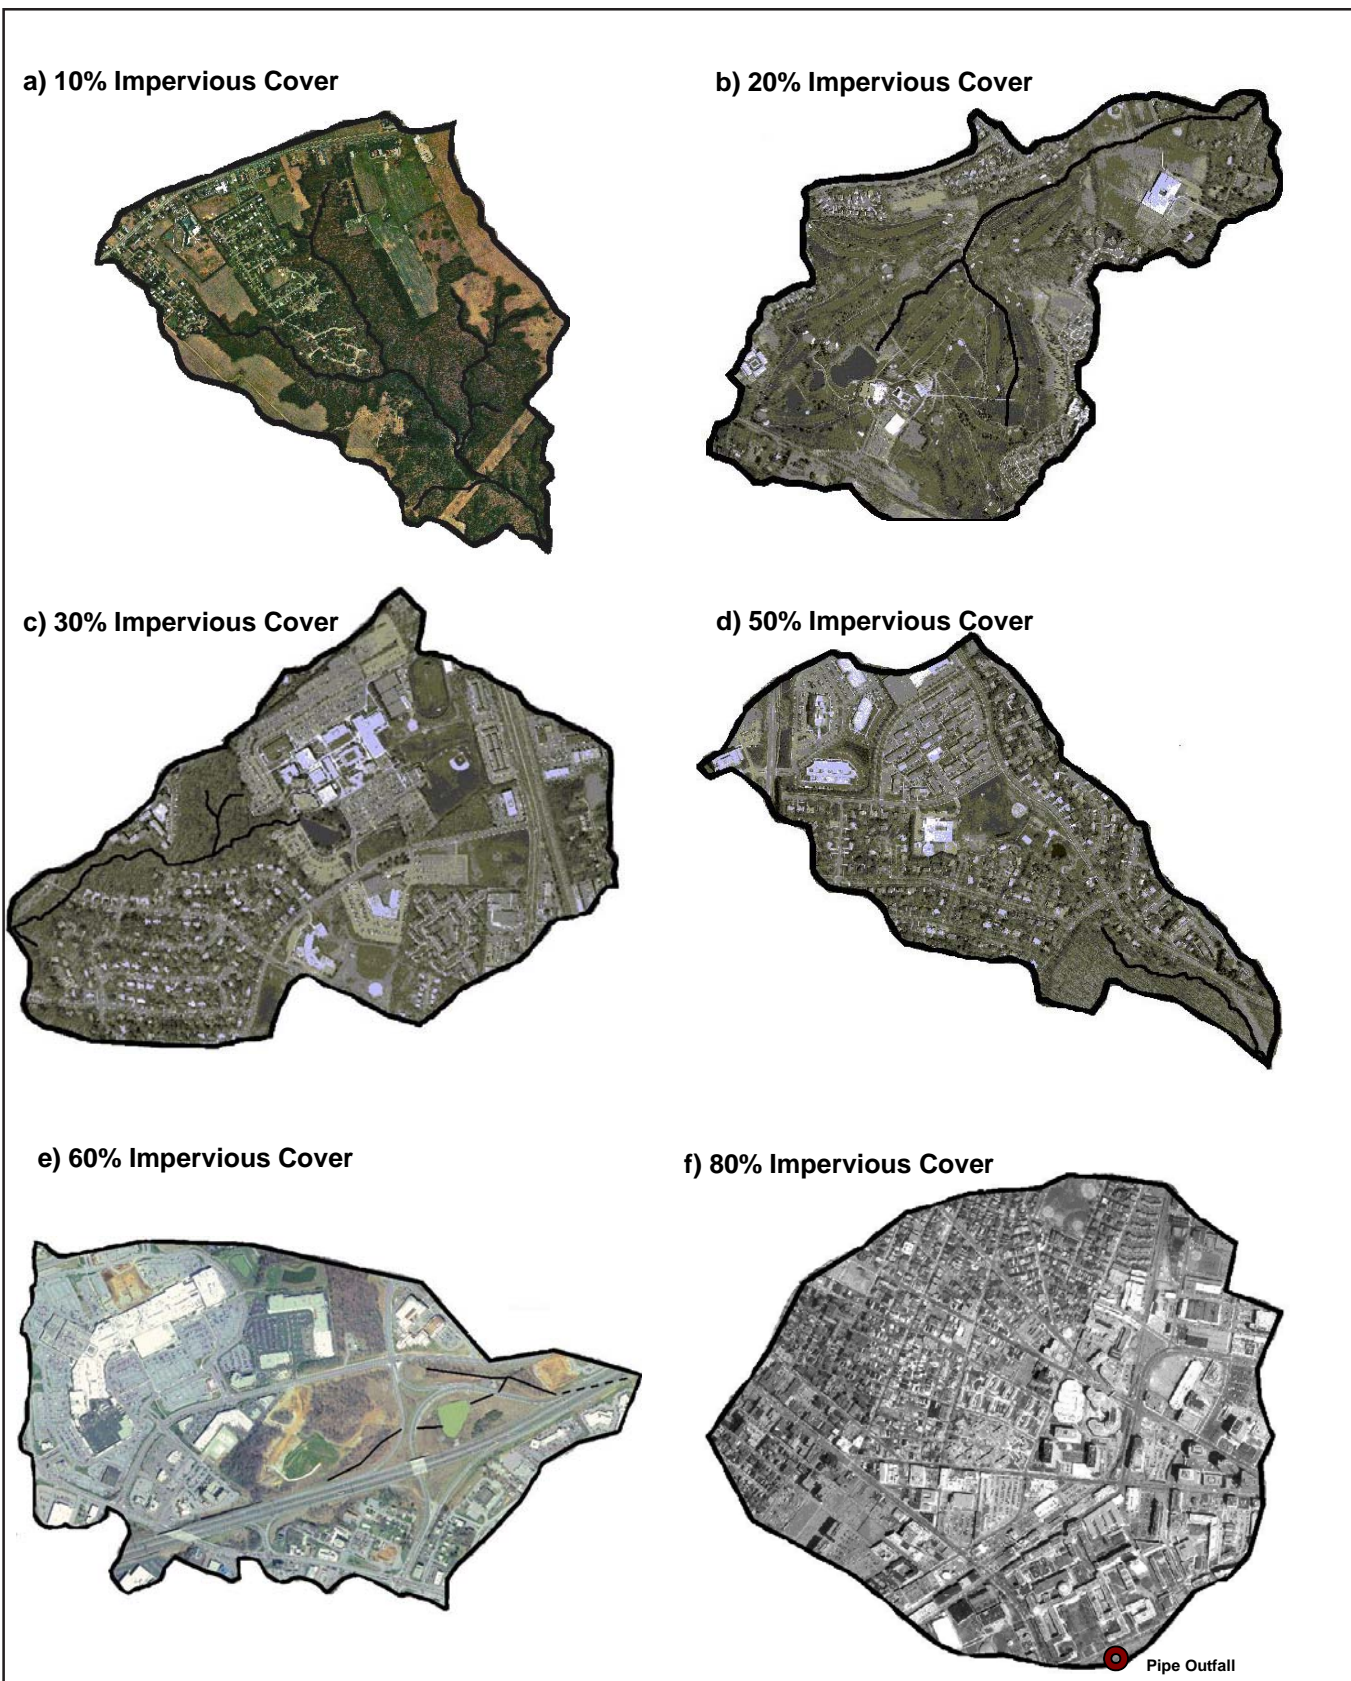 a) 10% Impervious Cover
b) 20% Impervious Cover
c) 30% Impervious Cover
d) 50% Impervious Cover
e) 60% Impervious Cover
f) 80% Impervious Cover
Pipe Outfall